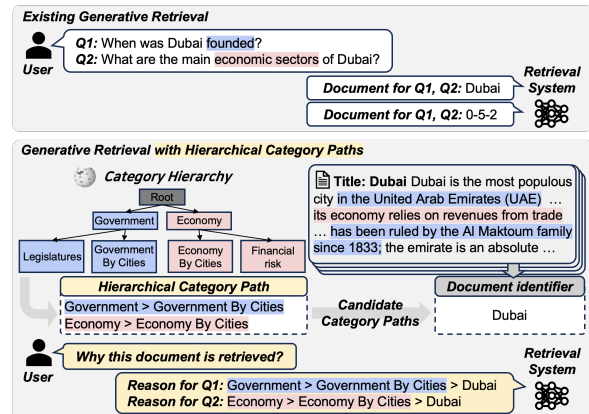 Existing Generative Retrieval
Q1: When was Dubai founded?
Q2: What are the main economic sectors of Dubai?
User
Retrieval
System
Document for Q1, Q2: Dubai
Document for Q1, Q2: 0-5-2
Generative Retrieval with Hierarchical Category Paths
Category Hierarchy
Root
Government
Economy
Legislatures
Government
By Cities
Economy
By Cities
Financial
risk
Title: Dubai Dubai is the most populous
city in the United Arab Emirates (UAE) ...
its economy relies on revenues from trade
... has been ruled by the Al Maktoum family
since 1833; the emirate is an absolute ...
Hierarchical Category Path
Government > Government By Cities
Economy > Economy By Cities
Candidate
Category Paths
Document identifier
Dubai
User
Why this document is retrieved?
Retrieval
System
Reason for Q1: Government > Government By Cities > Dubai
Reason for Q2: Economy > Economy By Cities > Dubai